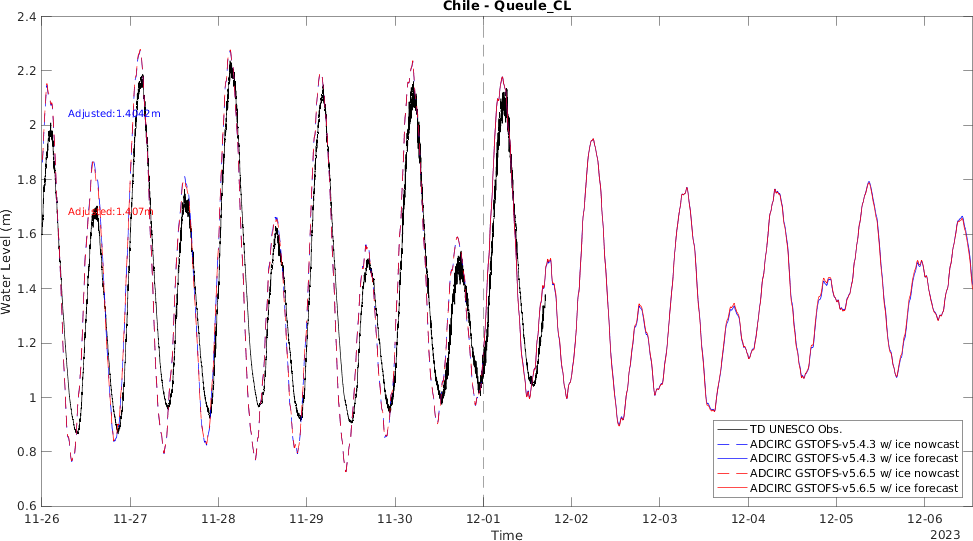 Chile - Queule_CL
2.4
2.2
2
1.8
1.6
1.4
1.2
1
0.8
0.6
Water Level (m)
Adjusted:1.4042m
Adjusted:1.407m
TD UNESCO Obs.
ADCIRC GSTOFS-v5.4.3 w/ ice nowcast
ADCIRC GSTOFS-v5.4.3 w/ ice forecast
ADCIRC GSTOFS-v5.6.5 w/ ice nowcast
ADCIRC GSTOFS-v5.6.5 w/ ice forecast
11-26 11-27 11-28 11-29 11-30 12-01 12-02 12-03 12-04 12-05 12-06
2023
Time